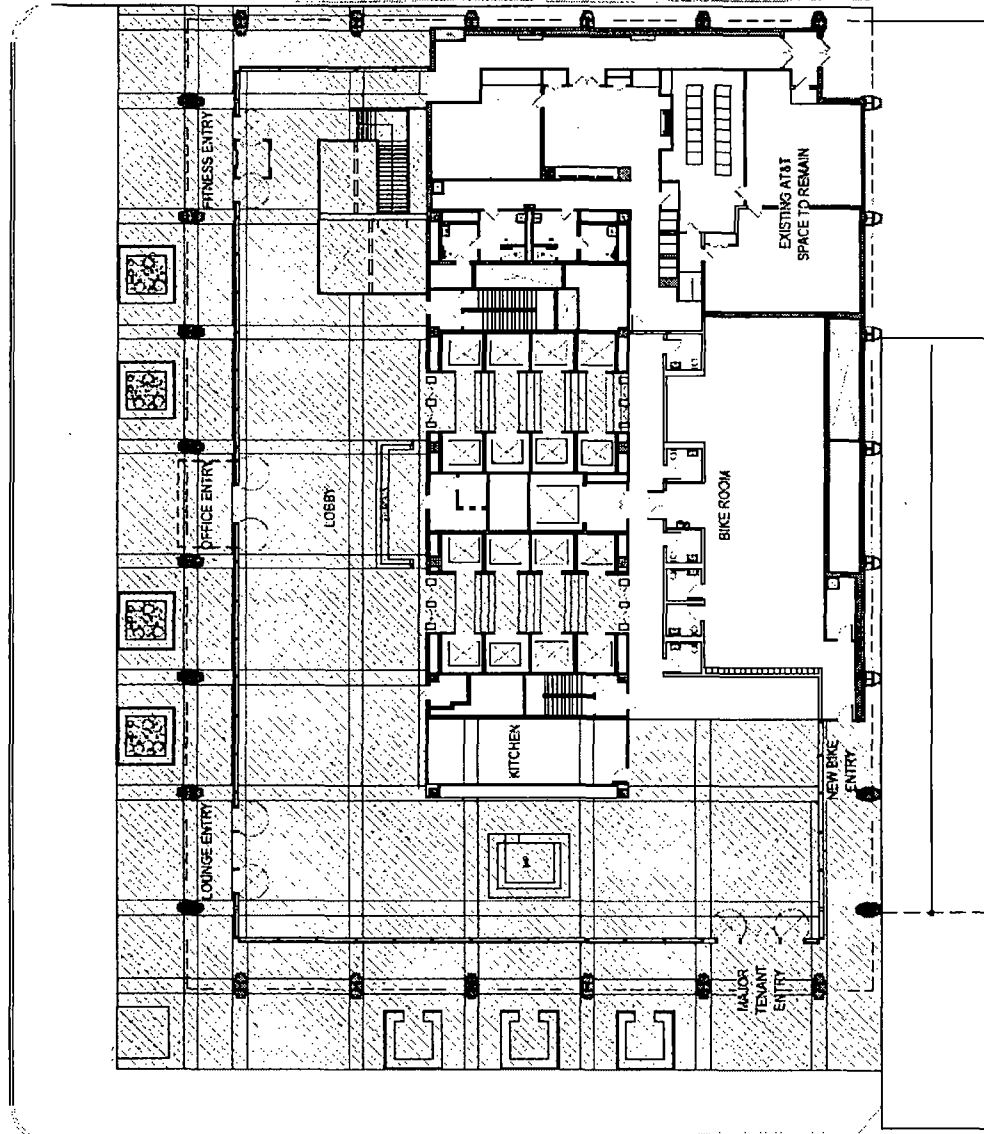 FITNESS ENTRY
EXISTING AT&T
SPACE TO REMAIN
OFFICE ENTRY
LOBBY
BIKE ROOM
KITCHEN
LOUNGE ENTRY
NEW BIKE
ENTRY
MAJOR
TENANT
ENTRY